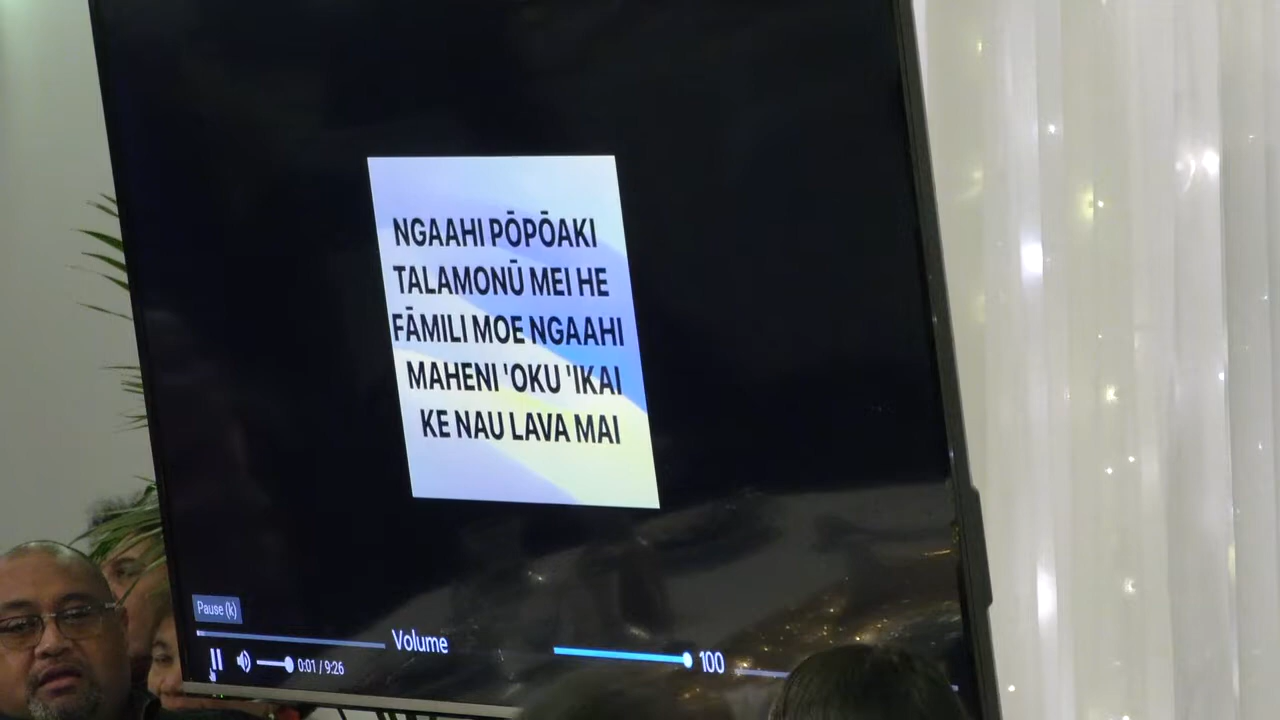 NGAAHI PŌPŌAKI
TALAMONŪ MEI HE
FĀMILI MOE NGAAHI
MAHENI 'OKU 'IKAI
KE NAU LAVA MAI
Pause (k)
Volume
100
0:01 / 9:26